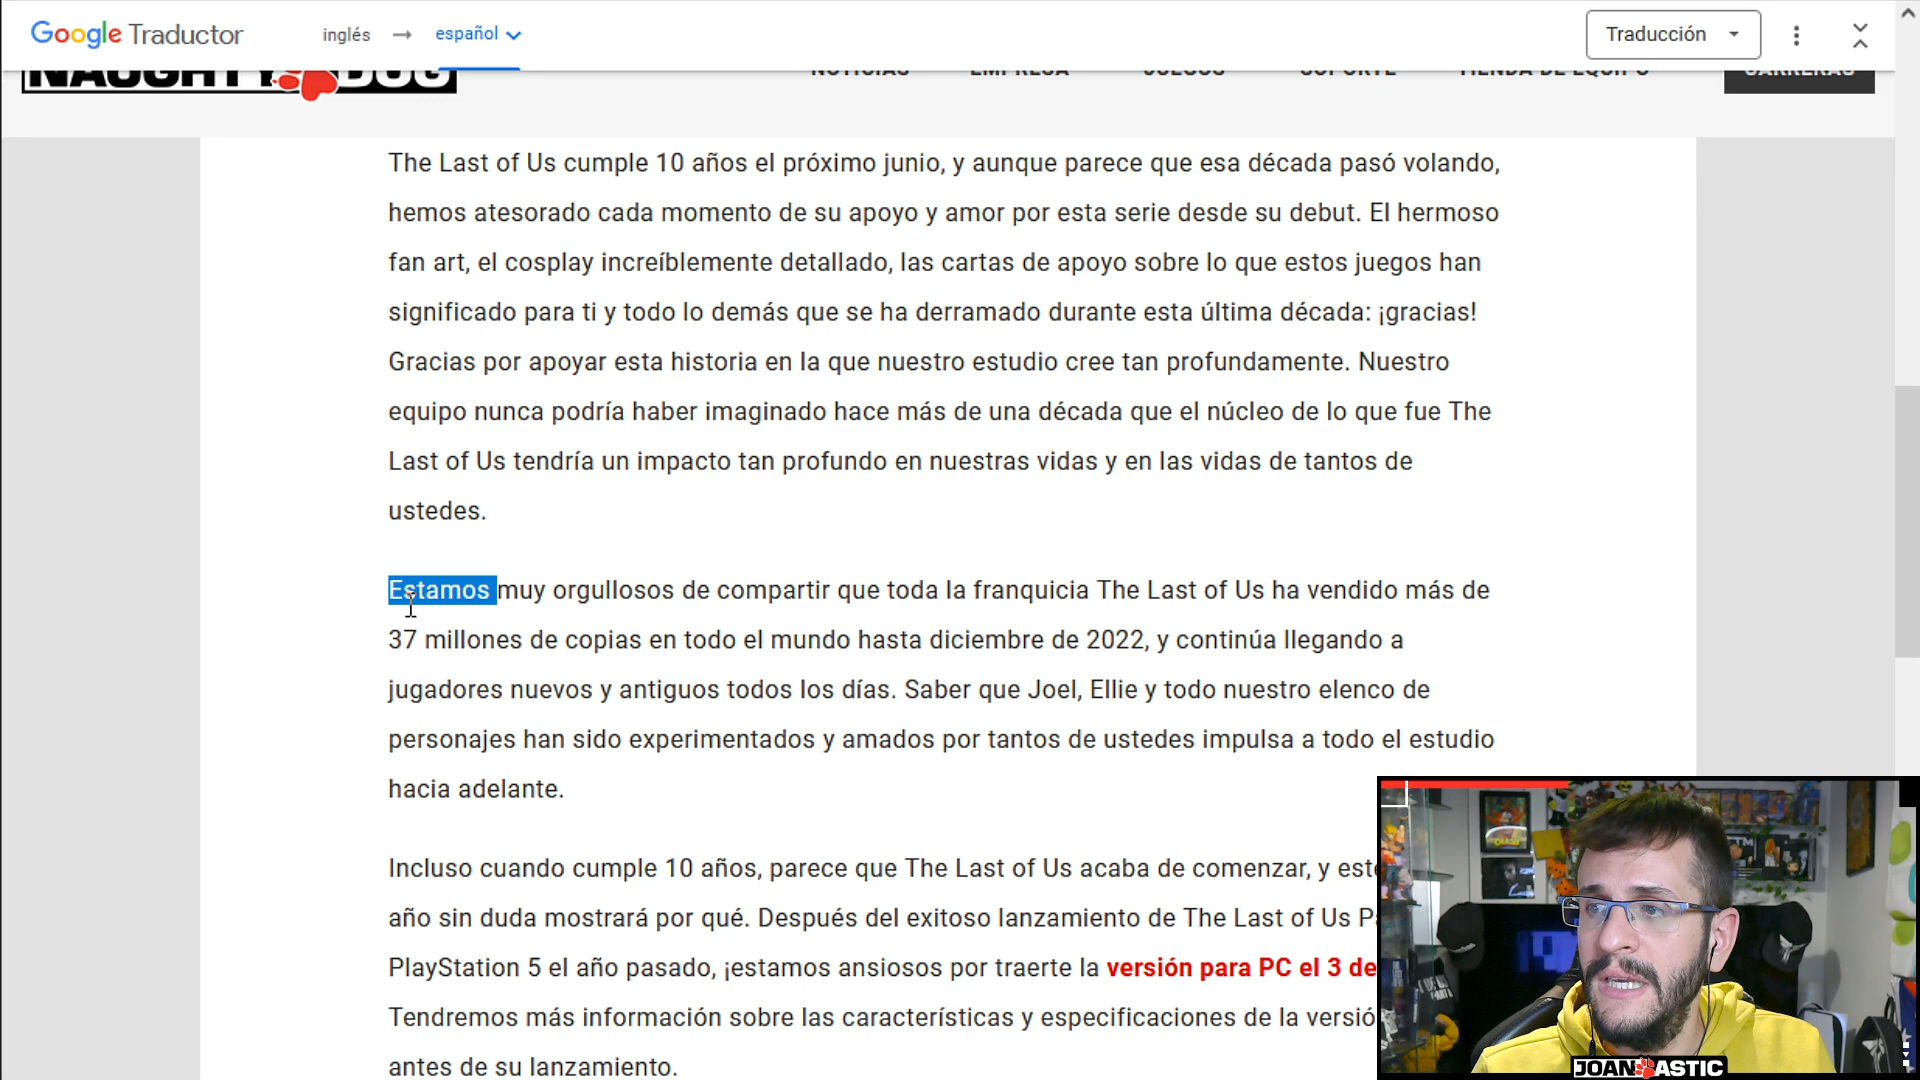 Google Traductor
inglés → español
Traducción
NAUGHTY DOG
NOTICIAS EMPRESA JUEGOS SOPORTE TIENDA DE EQUIPO CARRERAS
The Last of Us cumple 10 años el próximo junio, y aunque parece que esa década pasó volando,
hemos atesorado cada momento de su apoyo y amor por esta serie desde su debut. El hermoso
fan art, el cosplay increíblemente detallado, las cartas de apoyo sobre lo que estos juegos han
significado para ti y todo lo demás que se ha derramado durante esta última década: ¡gracias!
Gracias por apoyar esta historia en la que nuestro estudio cree tan profundamente. Nuestro
equipo nunca podría haber imaginado hace más de una década que el núcleo de lo que fue The
Last of Us tendría un impacto tan profundo en nuestras vidas y en las vidas de tantos de
ustedes.
Estamos muy orgullosos de compartir que toda la franquicia The Last of Us ha vendido más de
37 millones de copias en todo el mundo hasta diciembre de 2022, y continúa llegando a
jugadores nuevos y antiguos todos los días. Saber que Joel, Ellie y todo nuestro elenco de
personajes han sido experimentados y amados por tantos de ustedes impulsa a todo el estudio
hacia adelante.
Incluso cuando cumple 10 años, parece que The Last of Us acaba de comenzar, y este
año sin duda mostrará por qué. Después del exitoso lanzamiento de The Last of Us
PlayStation 5 el año pasado, ¡estamos ansiosos por traerte la versión para PC el 3 de
Tendremos más información sobre las características y especificaciones de la
antes de su lanzamiento.
JOANTASTIC